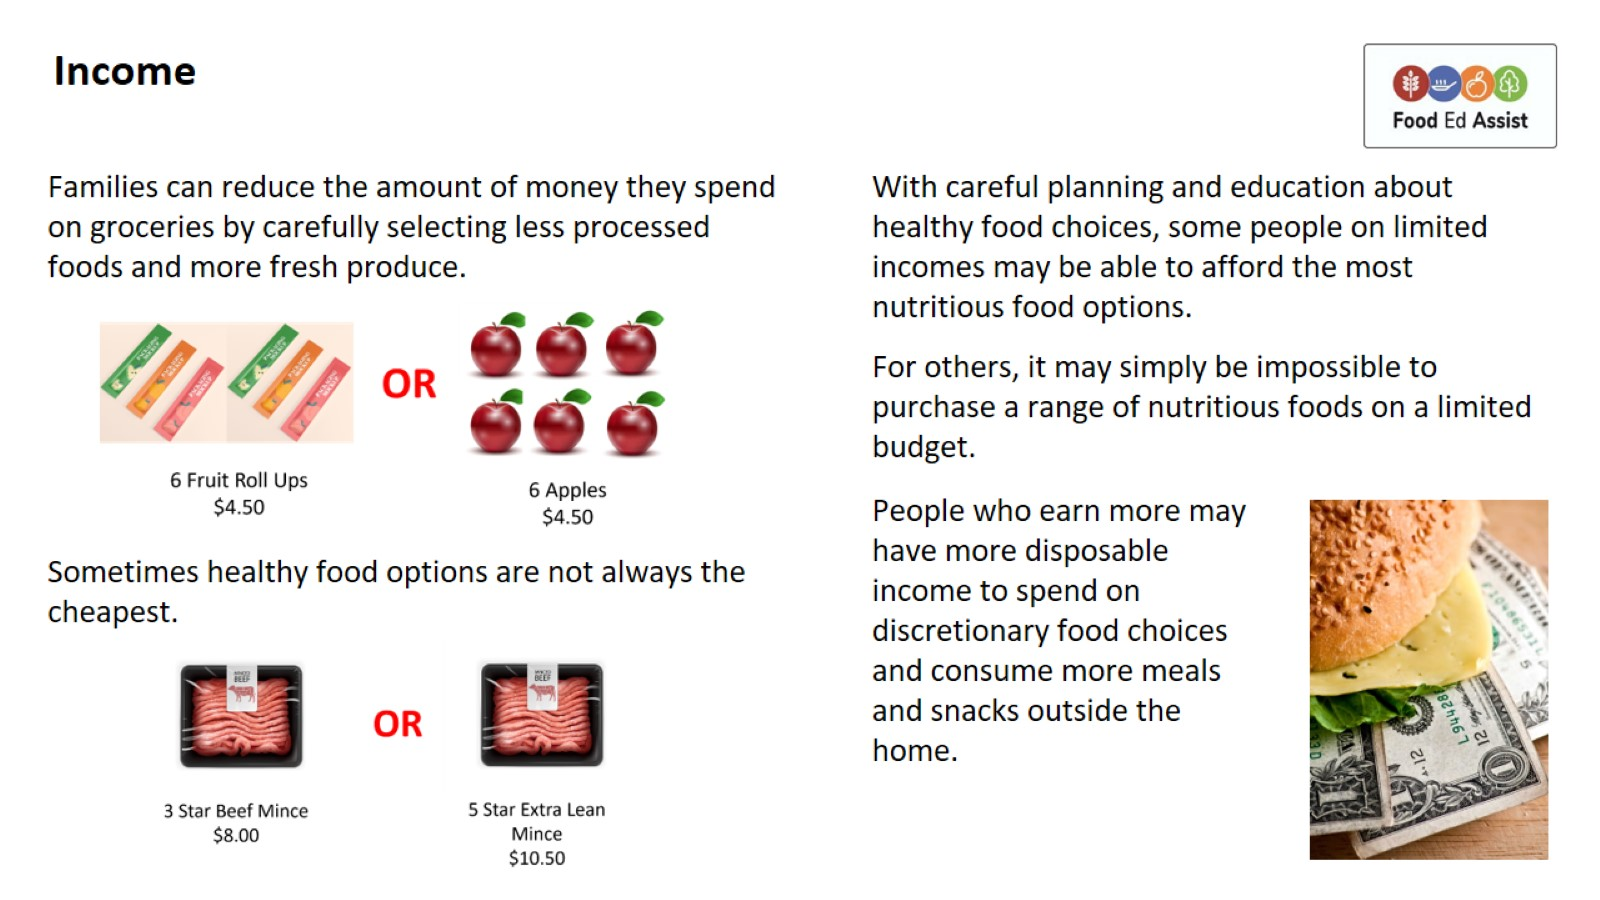 Income
Food Ed Assist
Families can reduce the amount of money they spend
on groceries by carefully selecting less processed
foods and more fresh produce.
OR
6 Fruit Roll Ups
$4.50
6 Apples
$4.50
Sometimes healthy food options are not always the
cheapest.
MINCED
BEEF
OR
MINCED
BEEF
3 Star Beef Mince
$8.00
5 Star Extra Lean
Mince
$10.50
With careful planning and education about
healthy food choices, some people on limited
incomes may be able to afford the most
nutritious food options.
For others, it may simply be impossible to
purchase a range of nutritious foods on a limited
budget.
People who earn more may
have more disposable
income to spend on
discretionary food choices
and consume more meals
and snacks outside the
home.